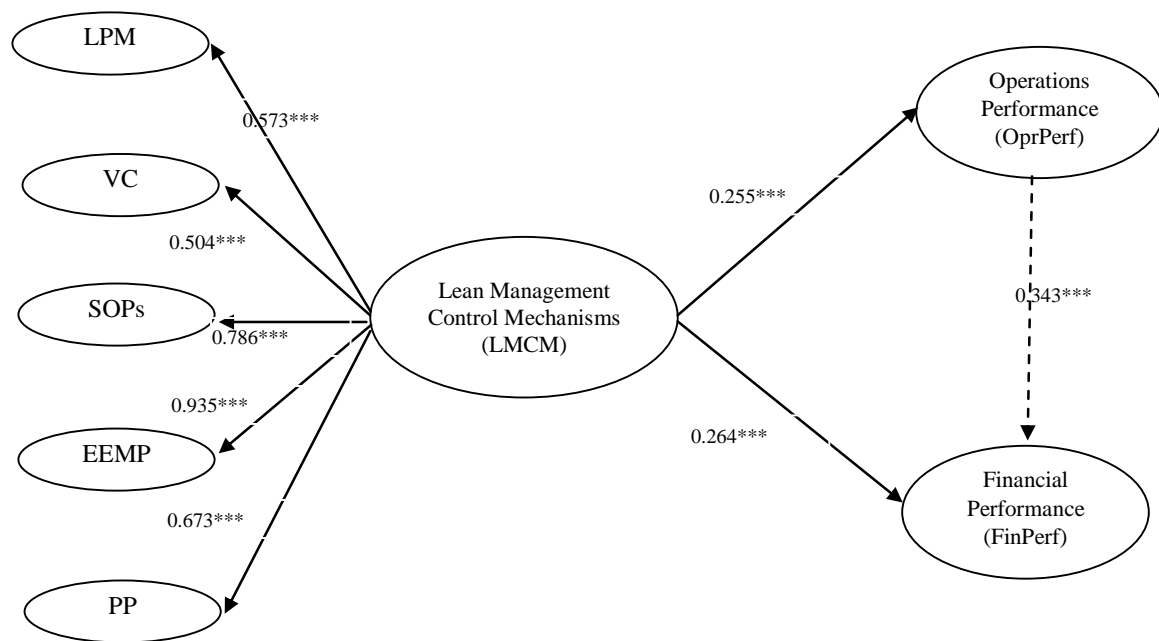 LPM
0.573***
VC
0.504***
SOPs
0.786***
EEMP
0.935***
0.673***
PP
Lean Management
Control Mechanisms
(LMCM)
0.255***
0.264***
Operations
Performance
(OprPerf)
0.343***
Financial
Performance
(FinPerf)